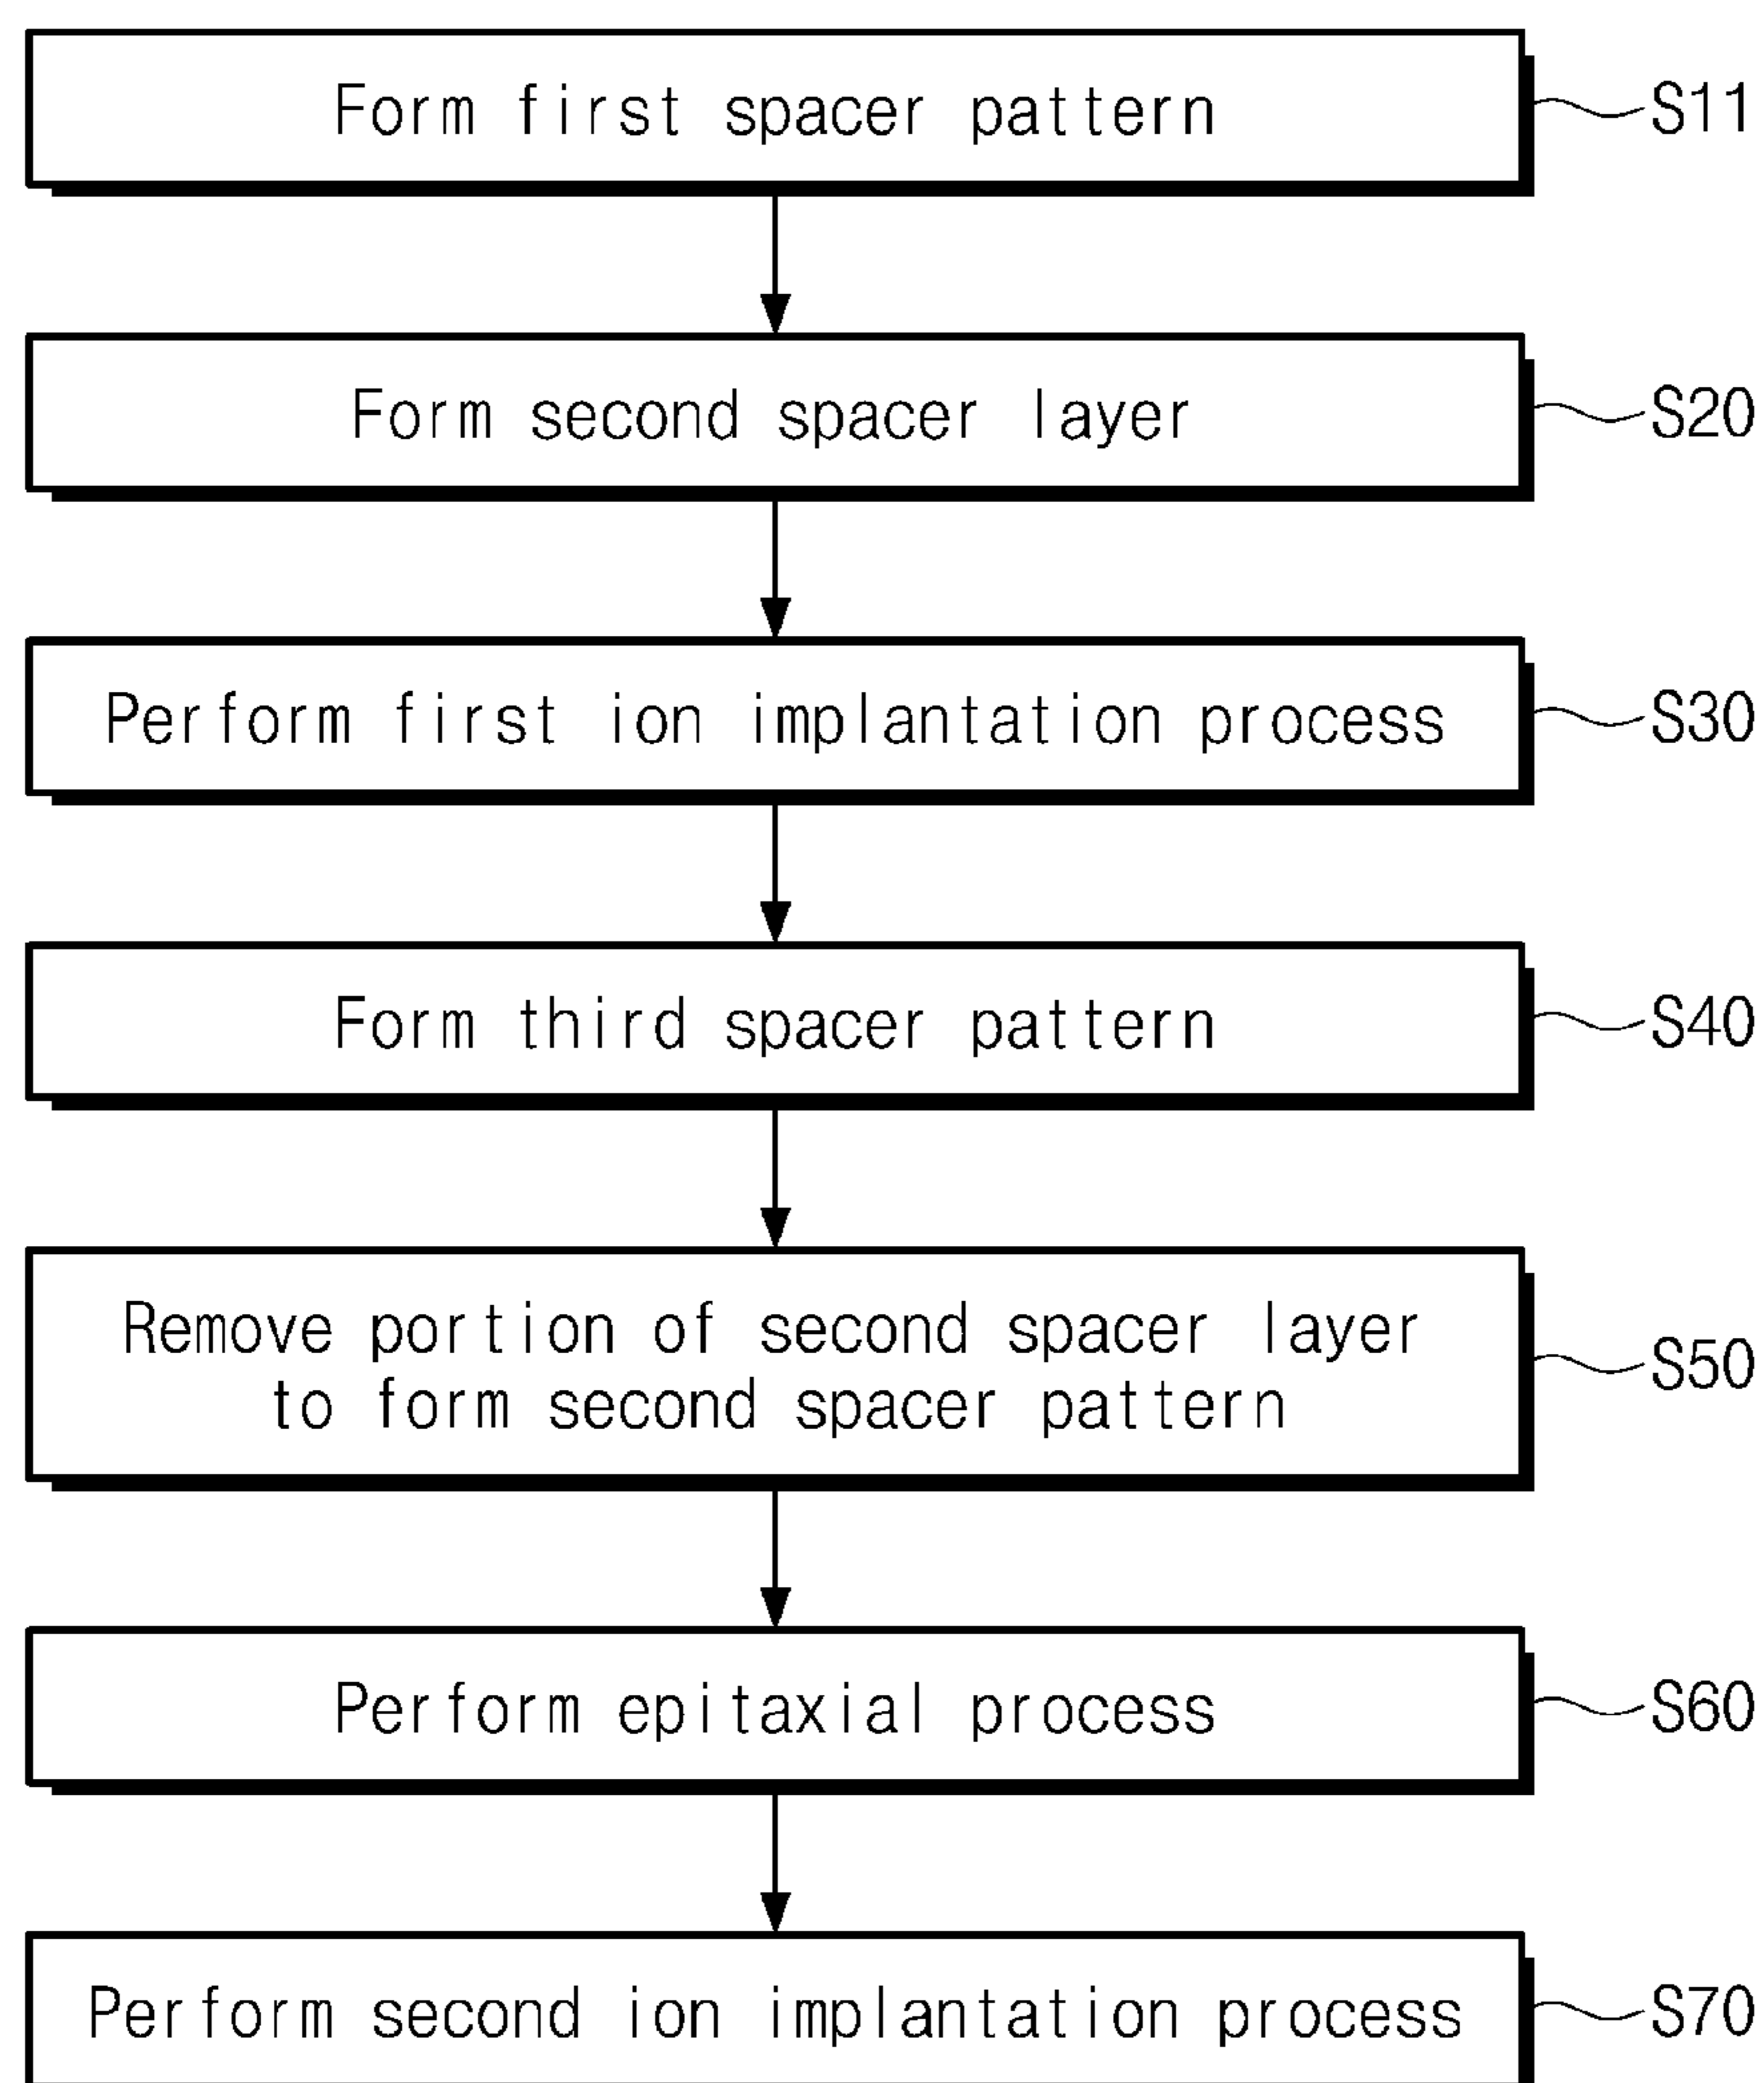 Form first spacer pattern
S11
Form second spacer layer
S20
Perform first ion implantation process
S30
Form third spacer pattern
S40
Remove portion of second spacer layer
to form second spacer pattern
S50
Perform epitaxial process
S60
Perform second ion implantation process
S70